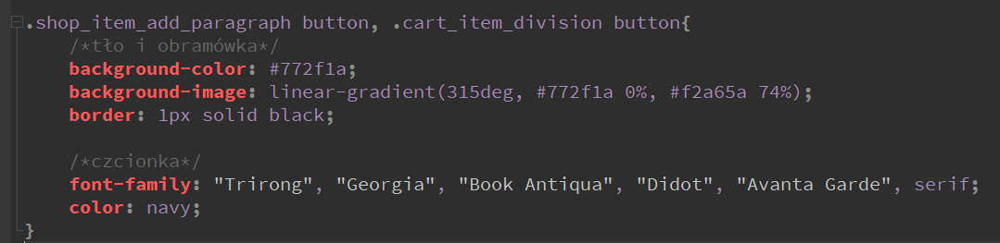 .shop_item_add_paragraph button, .cart_item_division button{
/*tło i obramówka*/
background-color: #772f1a;
background-image: linear-gradient(315deg, #772f1a 0%, #f2a65a 74%);
border: 1px solid black;
/*czcionka*/
font-family: "Trirong", "Georgia", "Book Antiqua", "Didot", "Avanta Garde", serif;
color: navy;
}